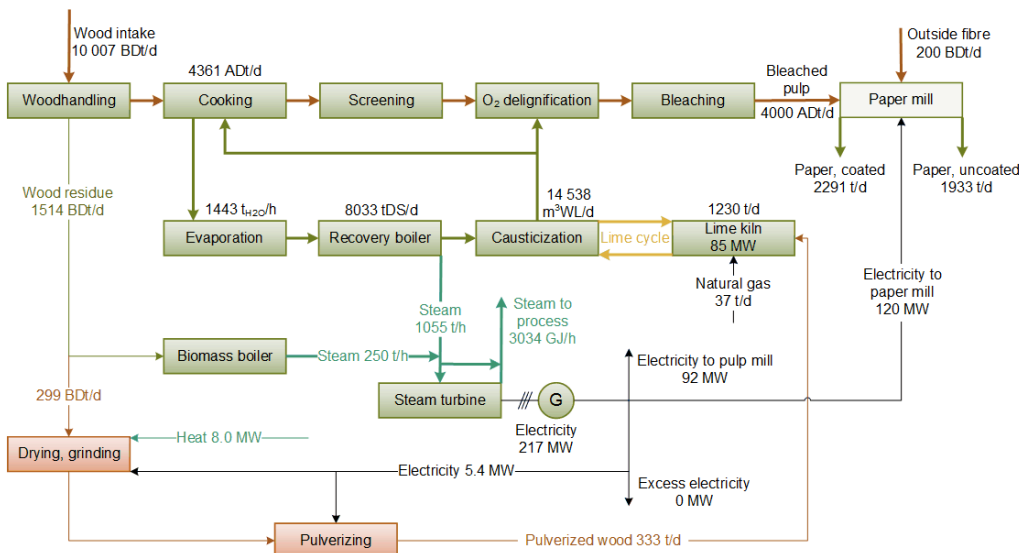 Wood intake
10 007 BDt/d
Outside fibre
200 BDt/d
4361 ADt/d
Bleached
pulp
Woodhandling
Cooking
Screening
O₂ delignification
Bleaching
Paper mill
4000 ADt/d
Paper, coated
2291 t/d
Paper, uncoated
1933 t/d
Wood residue
1514 BDt/d
1443 tH2O/h
8033 tDS/d
14 538
m³WL/d
1230 t/d
Evaporation
Recovery boiler
Causticization
Lime cycle
Lime kiln
85 MW
Natural gas
37 t/d
Electricity to
paper mill
120 MW
Steam
1055 t/h
Steam to
process
3034 GJ/h
Biomass boiler
Steam 250 t/h
Electricity to pulp mill
92 MW
299 BDt/d
Steam turbine
G
Electricity
217 MW
Heat 8.0 MW
Drying, grinding
Electricity 5.4 MW
Excess electricity
0 MW
Pulverizing
Pulverized wood 333 t/d